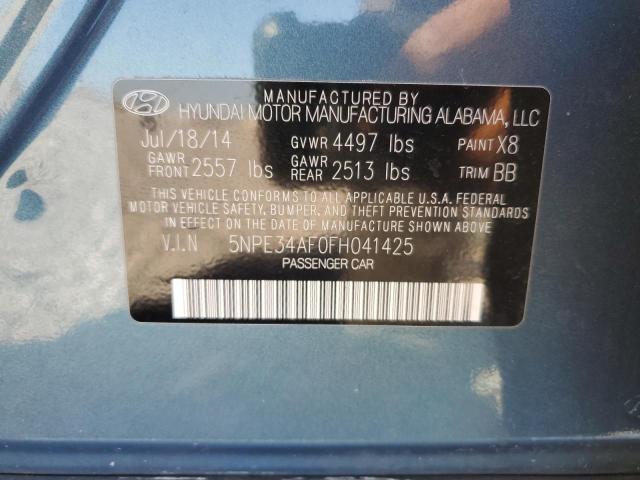 MANUFACTURED BY
HYUNDAI MOTOR MANUFACTURING ALABAMA, LLC
Jul/18/14 GVWR 4497 lbs PAINT X8
GAWR FRONT 2557 lbs GAWR REAR 2513 lbs TRIM BB
THIS VEHICLE CONFORMS TO ALL APPLICABLE U.S.A. FEDERAL
MOTOR VEHICLE SAFETY, BUMPER, AND THEFT PREVENTION STANDARDS
IN EFFECT ON THE DATE OF MANUFACTURE SHOWN ABOVE.
V.I.N 5NPE34AF0FH041425
PASSENGER CAR